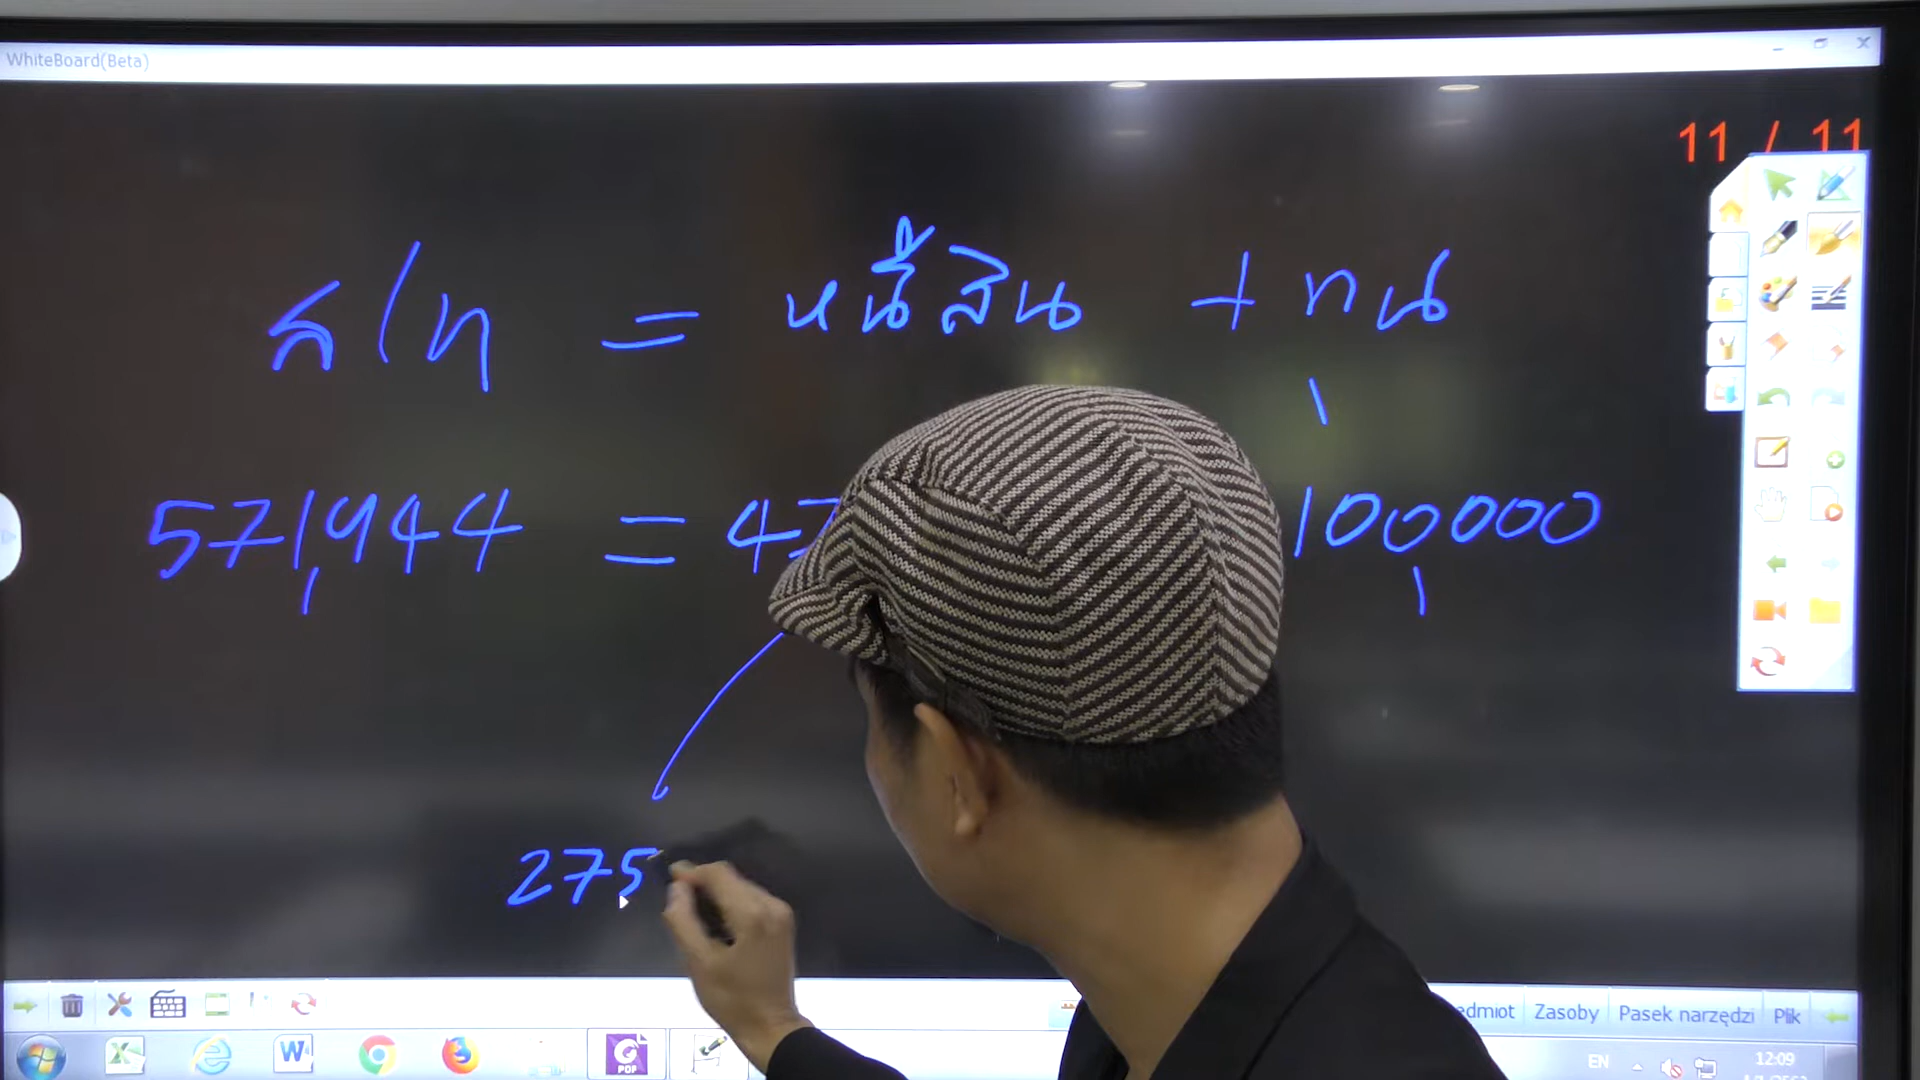 WhiteBoard(Beta)
11 / 11
ส/ท = หนี้สิน + ทน
571,944 = 47 100000
275
Zasoby Pasek narzędzi Plik
EN 12:09
PDF